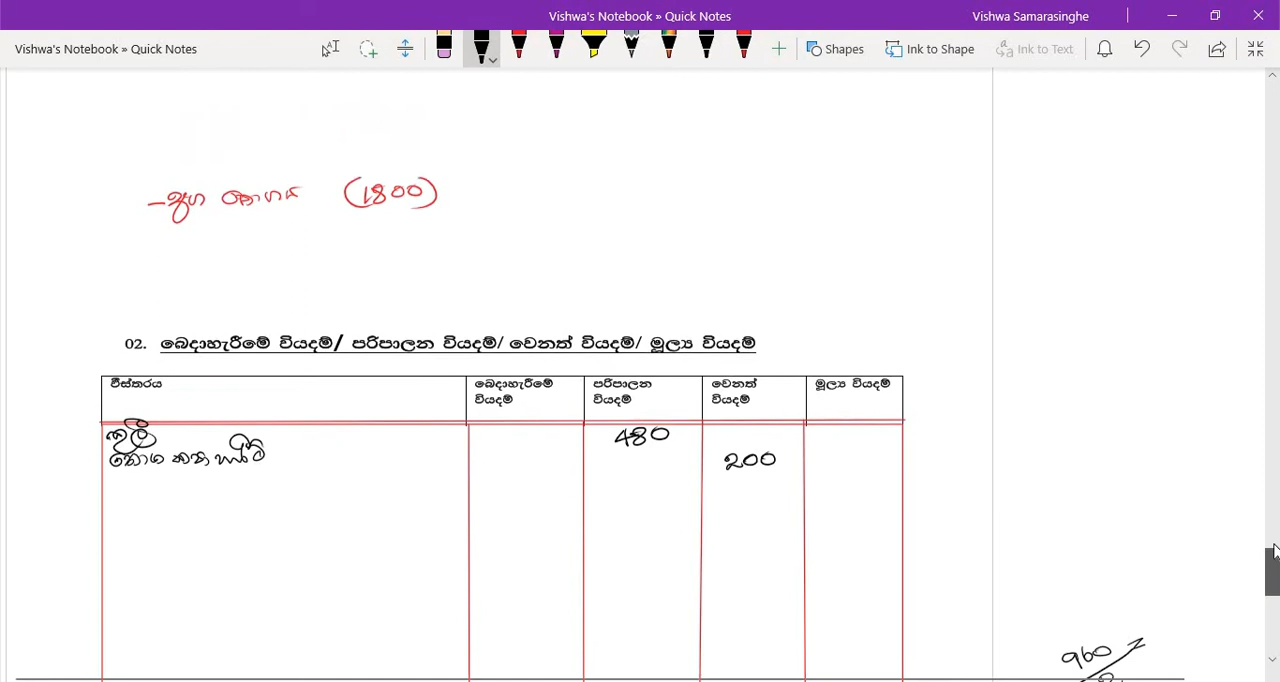 Vishwa's Notebook » Quick Notes
Vishwa Samarasinghe
Vishwa's Notebook » Quick Notes
Shapes
Ink to Shape
Ink to Text
(1800)
02. බෙදාහැරීමේ වියදම්/ පරිපාලන වියදම්/ වෙනත් වියදම්/ මූල්‍ය වියදම්
විස්තරය
බෙදාහැරීමේ වියදම්
පරිපාලන වියදම්
වෙනත් වියදම්
මූල්‍ය වියදම්
කුලී 480
200
960